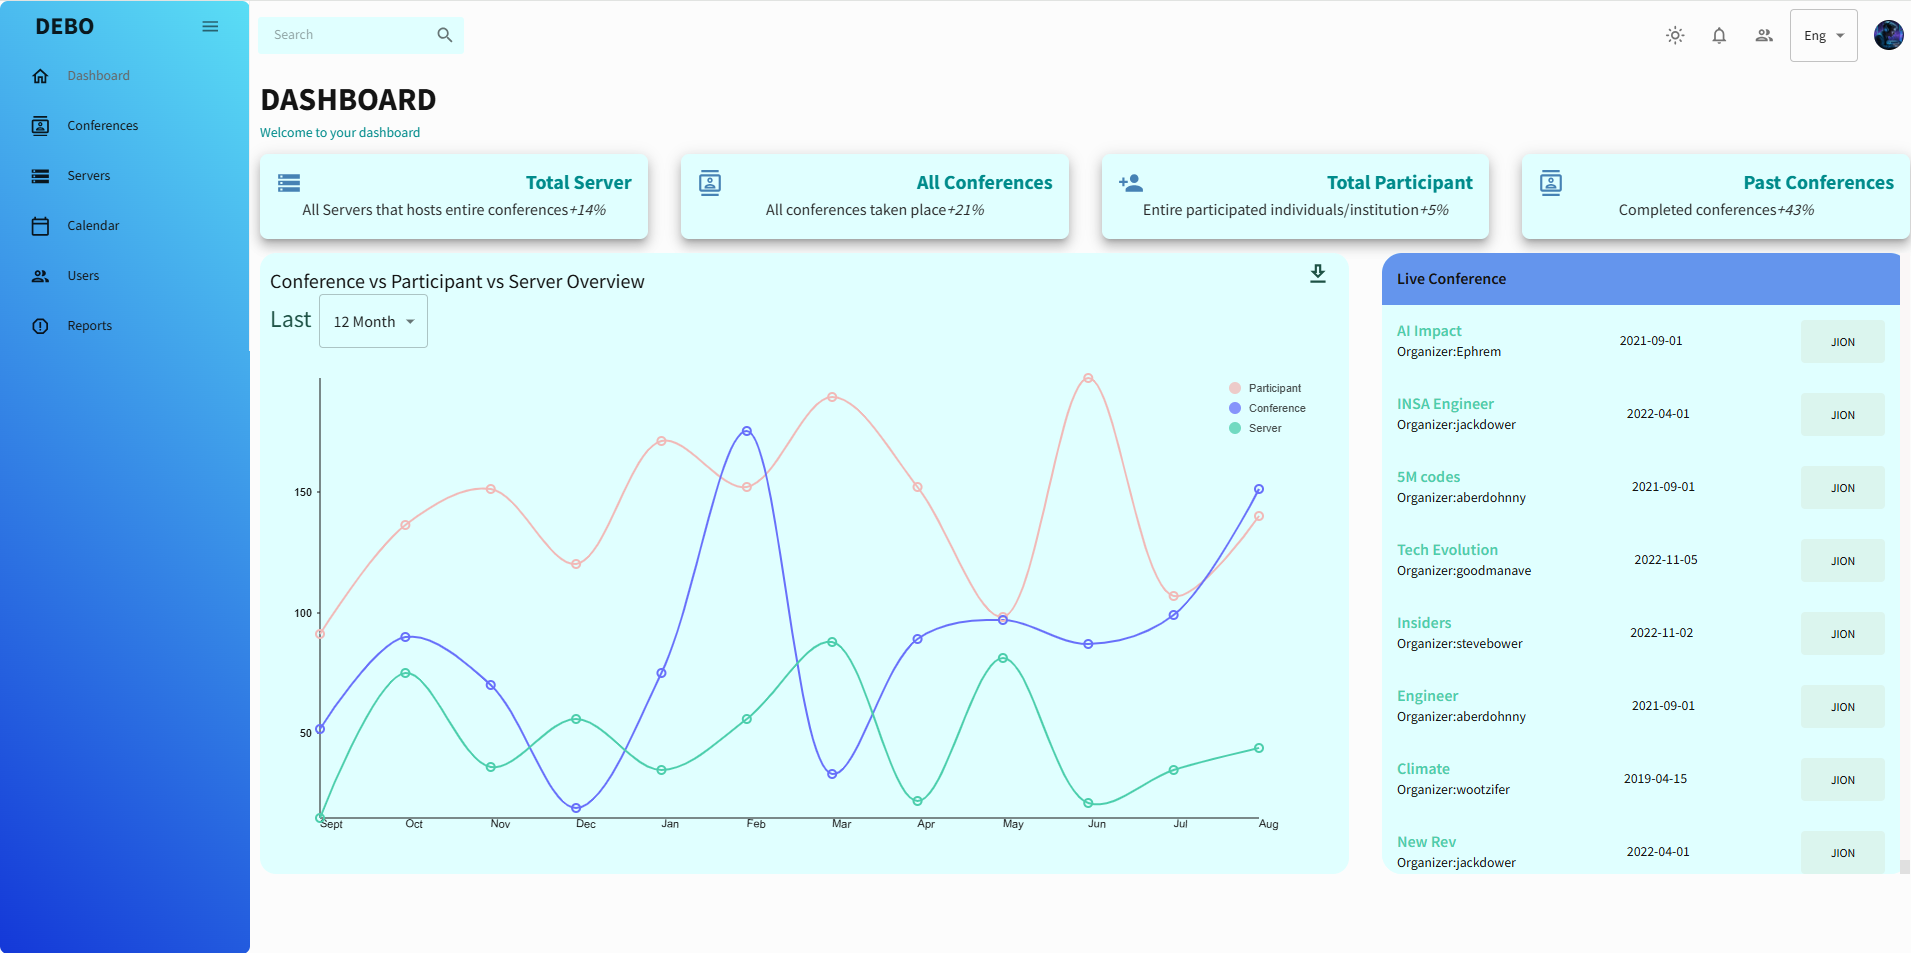 DEBO
Dashboard
Conferences
Servers
Calendar
Users
Reports
Search
Eng
DASHBOARD
Welcome to your dashboard
Total Server
All Servers that hosts entire conferences+14%
All Conferences
All conferences taken place+21%
Total Participant
Entire participated individuals/institution+5%
Past Conferences
Completed conferences+43%
Conference vs Participant vs Server Overview
Last 12 Month
Participant
Conference
Server
150
100
50
Sept Oct Nov Dec Jan Feb Mar Apr May Jun Jul Aug
Live Conference
AI Impact
Organizer:Ephrem
2021-09-01
JION
INSA Engineer
Organizer:jackdower
2022-04-01
JION
5M codes
Organizer:aberdohnny
2021-09-01
JION
Tech Evolution
Organizer:goodmanave
2022-11-05
JION
Insiders
Organizer:stevebower
2022-11-02
JION
Engineer
Organizer:aberdohnny
2021-09-01
JION
Climate
Organizer:wootzifer
2019-04-15
JION
New Rev
Organizer:jackdower
2022-04-01
JION